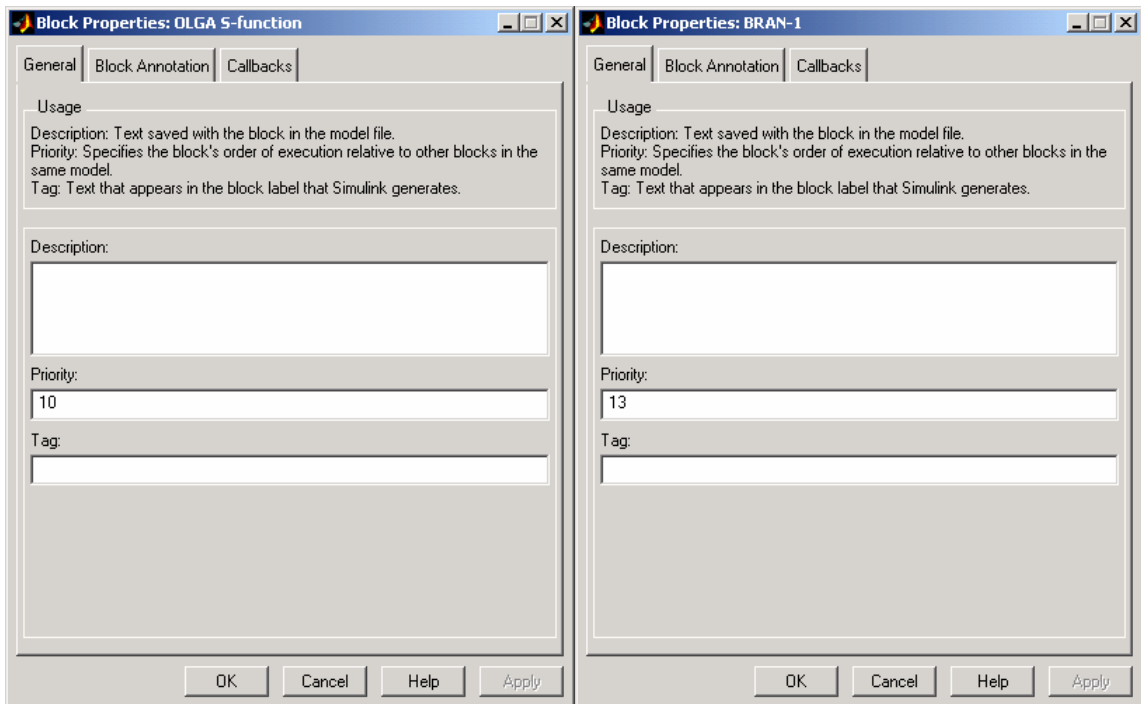 Block Properties: OLGA S-function
General Block Annotation Callbacks
Usage
Description: Text saved with the block in the model file.
Priority: Specifies the block's order of execution relative to other blocks in the
same model.
Tag: Text that appears in the block label that Simulink generates.
Description:
Priority:
10
Tag:
OK Cancel Help Apply
Block Properties: BRAN-1
General Block Annotation Callbacks
Usage
Description: Text saved with the block in the model file.
Priority: Specifies the block's order of execution relative to other blocks in the
same model.
Tag: Text that appears in the block label that Simulink generates.
Description:
Priority:
13
Tag:
OK Cancel Help Apply